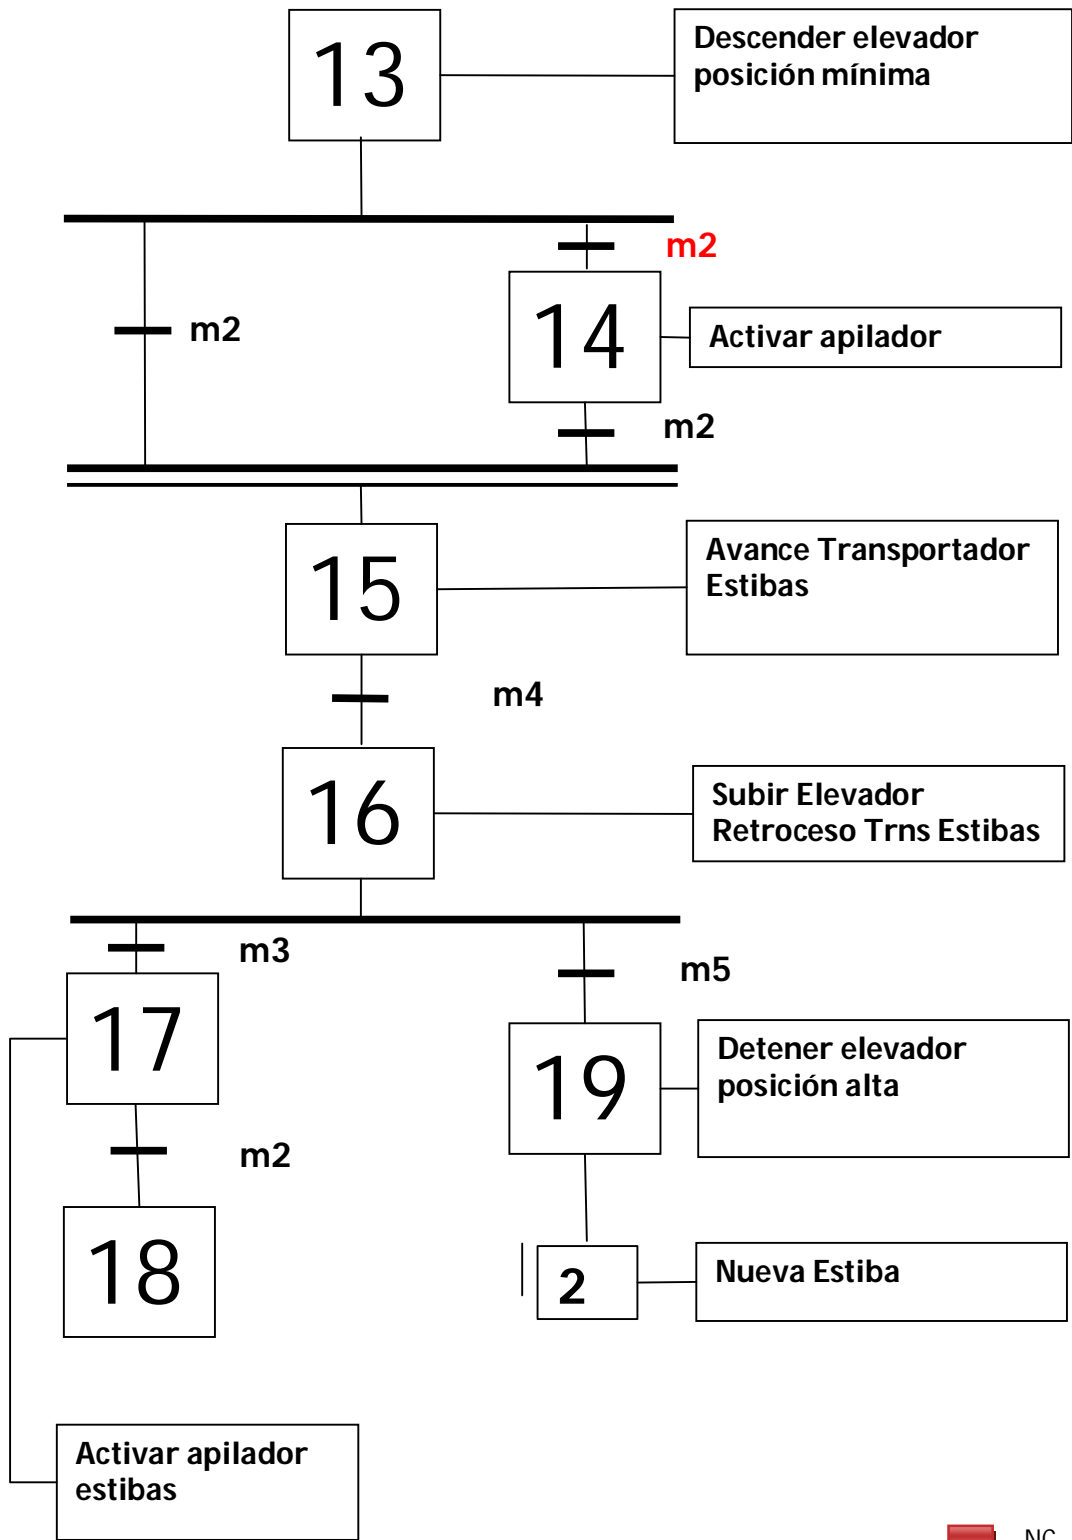 13
Descender elevador
posición mínima
m2
m2
14
Activar apilador
m2
15
Avance Transportador
Estibas
m4
16
Subir Elevador
Retroceso Trns Estibas
m3
m5
17
19
Detener elevador
posición alta
m2
18
2
Nueva Estiba
Activar apilador
estibas
NC